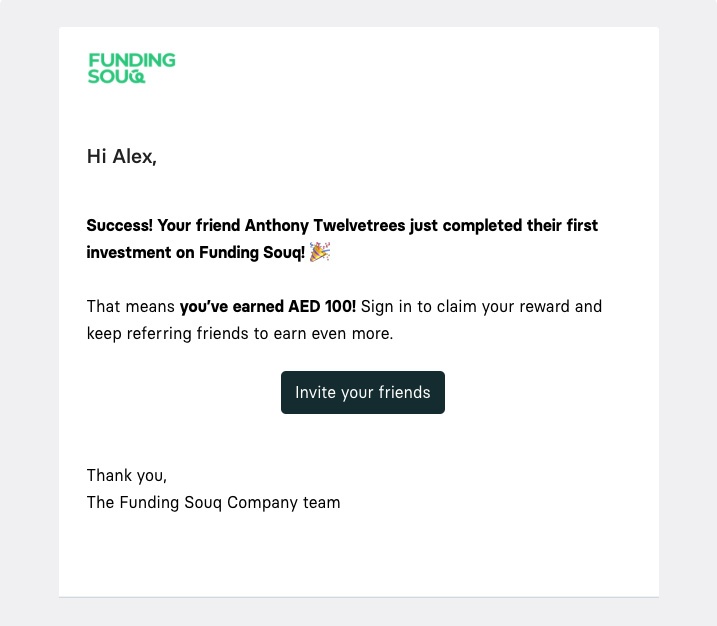 FUNDING
SOUQ
Hi Alex,
Success! Your friend Anthony Twelvetrees just completed their first
investment on Funding Souq! 🎉
That means you’ve earned AED 100! Sign in to claim your reward and
keep referring friends to earn even more.
Invite your friends
Thank you,
The Funding Souq Company team